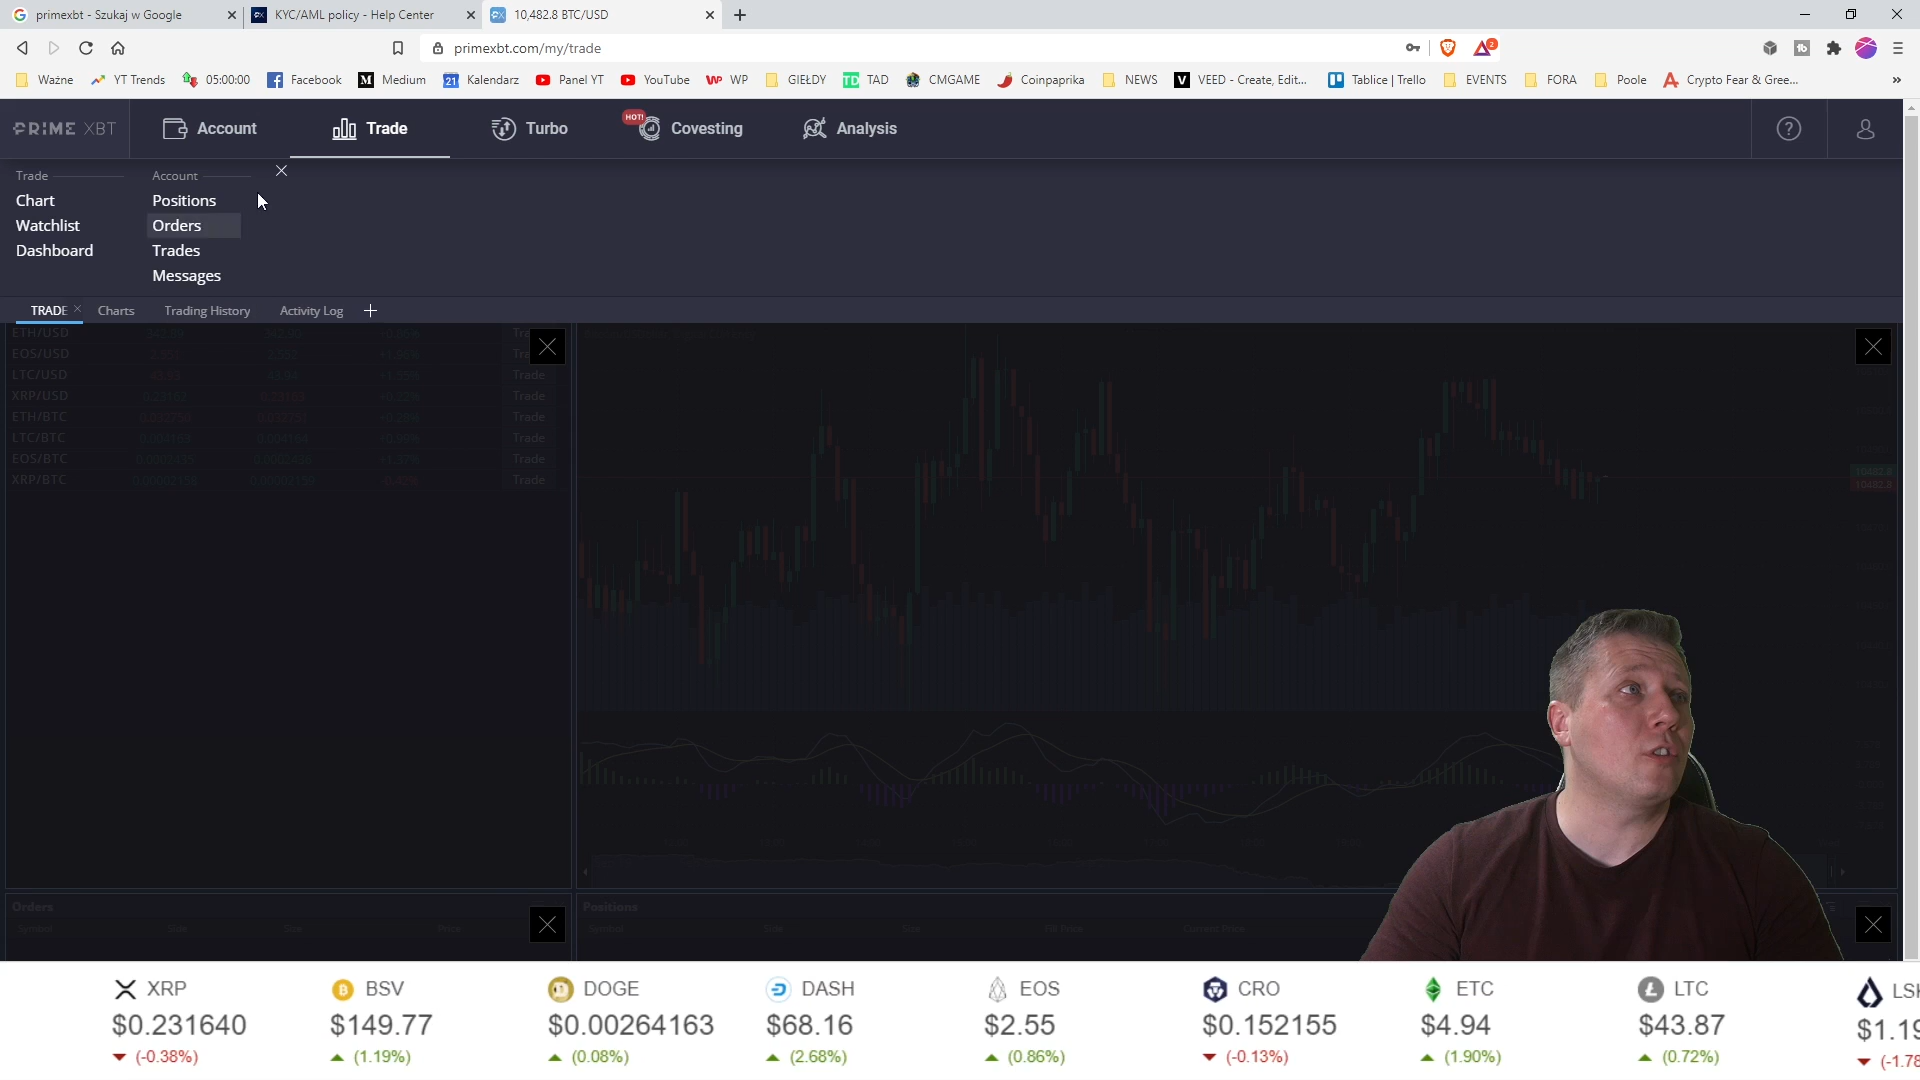 primexbt - Szukaj w Google
KYC/AML policy - Help Center
10,482.8 BTC/USD
primexbt.com/my/trade
2
Ważne
YT Trends
05:00:00
Facebook
Medium
21
Kalendarz
Panel YT
YouTube
WP
GIEŁDY
TAD
CMGAME
Coinpaprika
NEWS
VEED - Create, Edit...
Tablice | Trello
EVENTS
FORA
Poole
Crypto Fear & Gree...
PRIME XBT
Account
Trade
Turbo
HOT!
Covesting
Analysis
Trade
Account
Chart
Positions
Watchlist
Orders
Dashboard
Trades
Messages
TRADE
Charts
Trading History
Activity Log
ETH/USD
EOS/USD
LTC/USD Trade
XRP/USD Trade
ETH/BTC Trade
LTC/BTC Trade
EOS/BTC Trade
XRP/BTC Trade
10482.8
Orders
Positions
XRP
$0.231640
(-0.38%)
BSV
$149.77
(1.19%)
DOGE
$0.00264163
(0.08%)
DASH
$68.16
(2.68%)
EOS
$2.55
(0.86%)
CRO
$0.152155
(-0.13%)
ETC
$4.94
(1.90%)
LTC
$43.87
(0.72%)